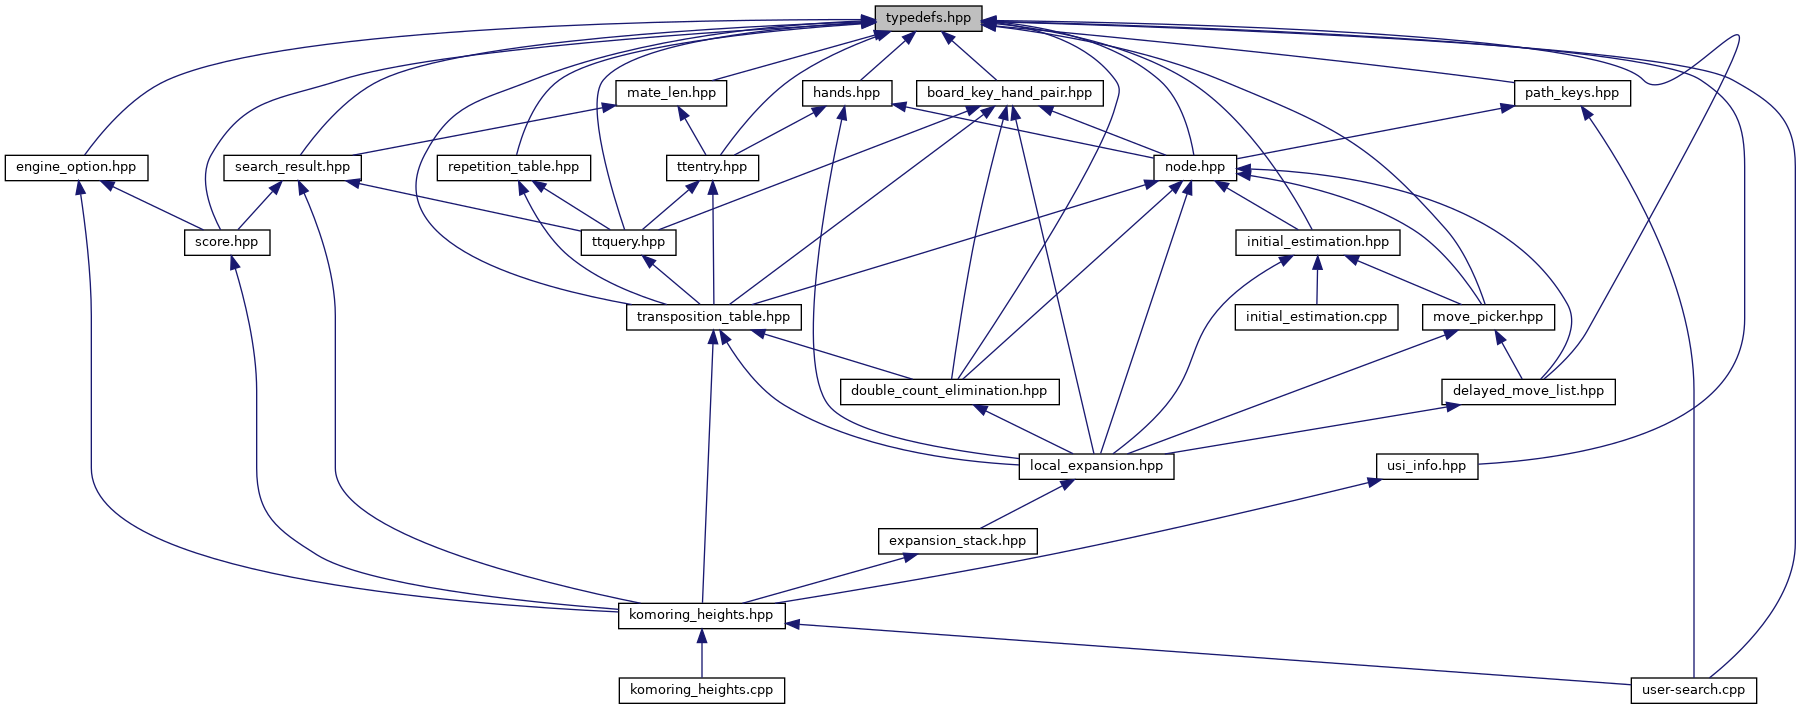 typedefs.hpp
mate_len.hpp
hands.hpp
board_key_hand_pair.hpp
path_keys.hpp
engine_option.hpp
search_result.hpp
repetition_table.hpp
ttentry.hpp
node.hpp
score.hpp
ttquery.hpp
initial_estimation.hpp
transposition_table.hpp
initial_estimation.cpp
move_picker.hpp
double_count_elimination.hpp
delayed_move_list.hpp
local_expansion.hpp
usi_info.hpp
expansion_stack.hpp
komoring_heights.hpp
komoring_heights.cpp
user-search.cpp